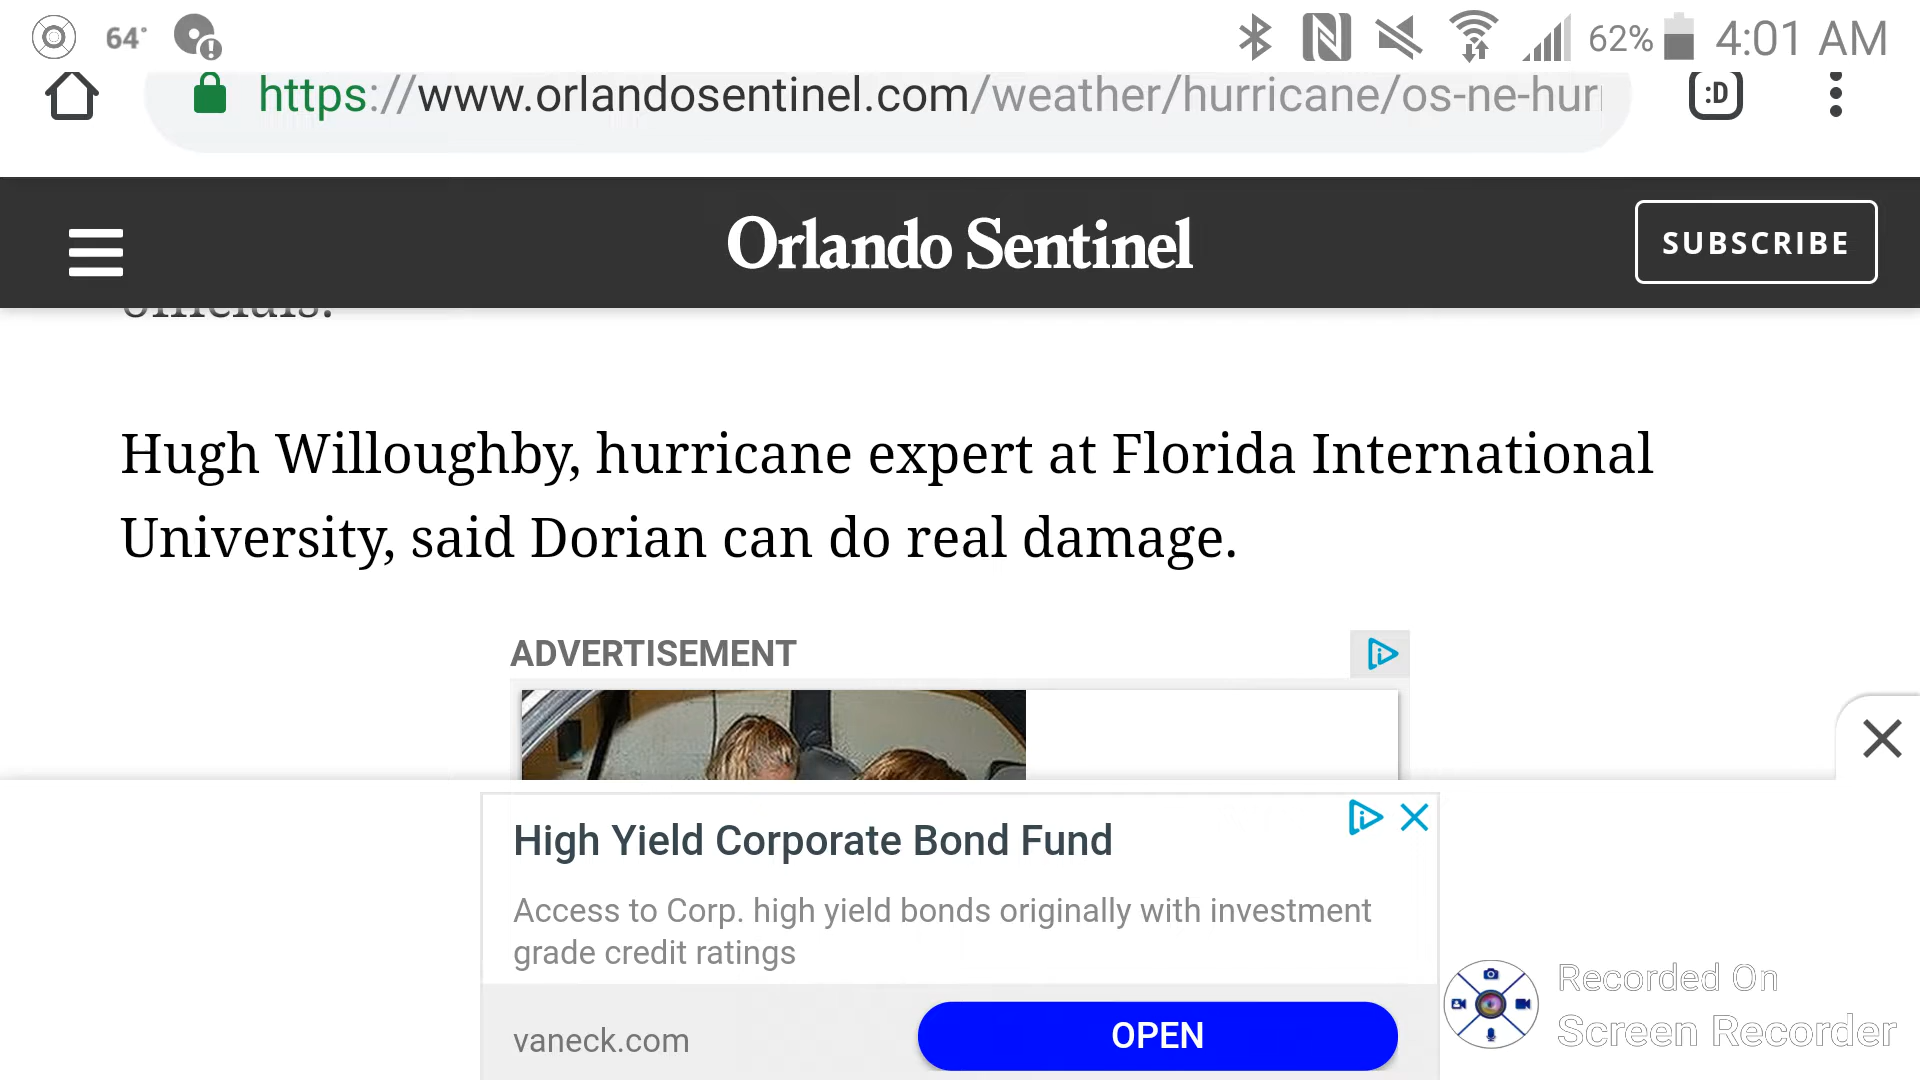 64°
62%
4:01 AM
https://www.orlandosentinel.com/weather/hurricane/os-ne-hur
:D
Orlando Sentinel
SUBSCRIBE
officials.
Hugh Willoughby, hurricane expert at Florida International
University, said Dorian can do real damage.
ADVERTISEMENT
High Yield Corporate Bond Fund
Access to Corp. high yield bonds originally with investment
grade credit ratings
vaneck.com
OPEN
Recorded On
Screen Recorder